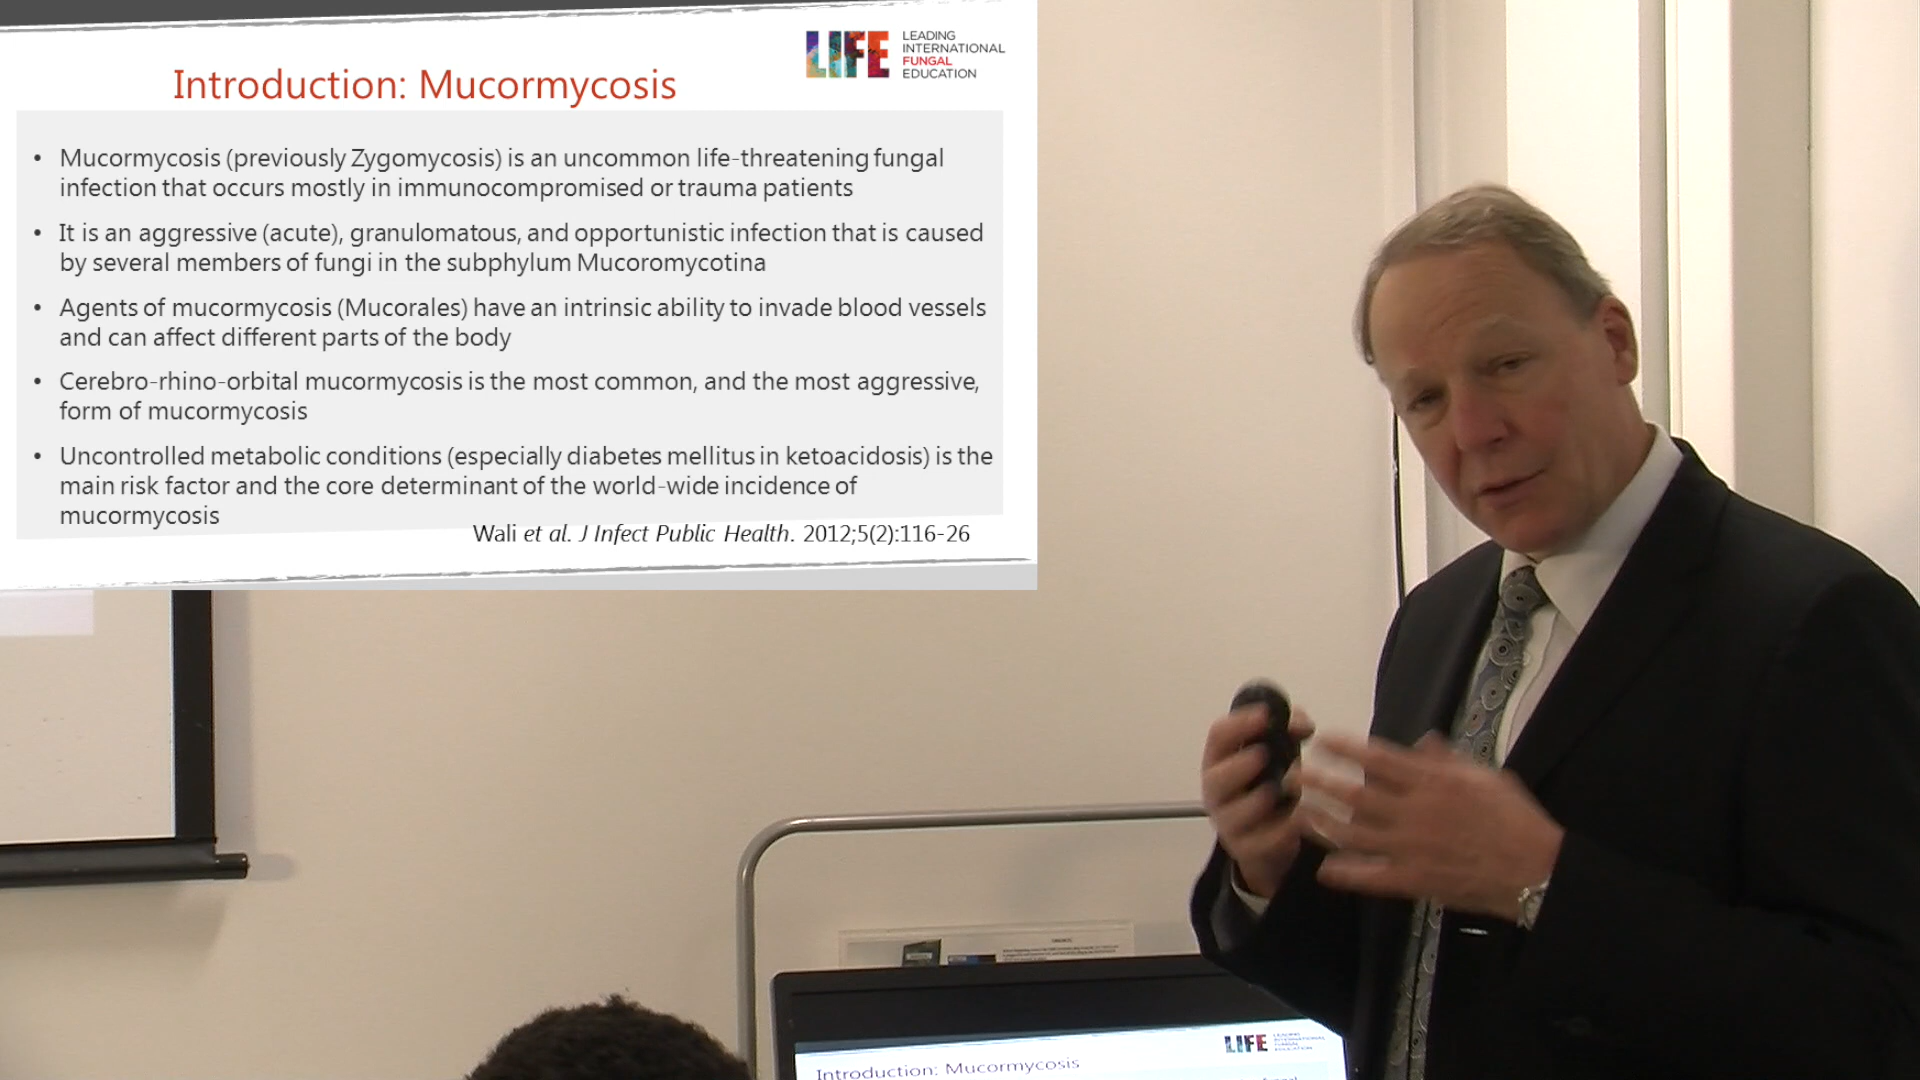 LIFE
LEADING
INTERNATIONAL
FUNGAL
EDUCATION
Introduction: Mucormycosis
• Mucormycosis (previously Zygomycosis) is an uncommon life-threatening fungal
infection that occurs mostly in immunocompromised or trauma patients
• It is an aggressive (acute), granulomatous, and opportunistic infection that is caused
by several members of fungi in the subphylum Mucoromycotina
• Agents of mucormycosis (Mucorales) have an intrinsic ability to invade blood vessels
and can affect different parts of the body
• Cerebro-rhino-orbital mucormycosis is the most common, and the most aggressive,
form of mucormycosis
• Uncontrolled metabolic conditions (especially diabetes mellitus in ketoacidosis) is the
main risk factor and the core determinant of the world-wide incidence of
mucormycosis
Wali et al. J Infect Public Health. 2012;5(2):116-26
LIFE
Introduction: Mucormycosis